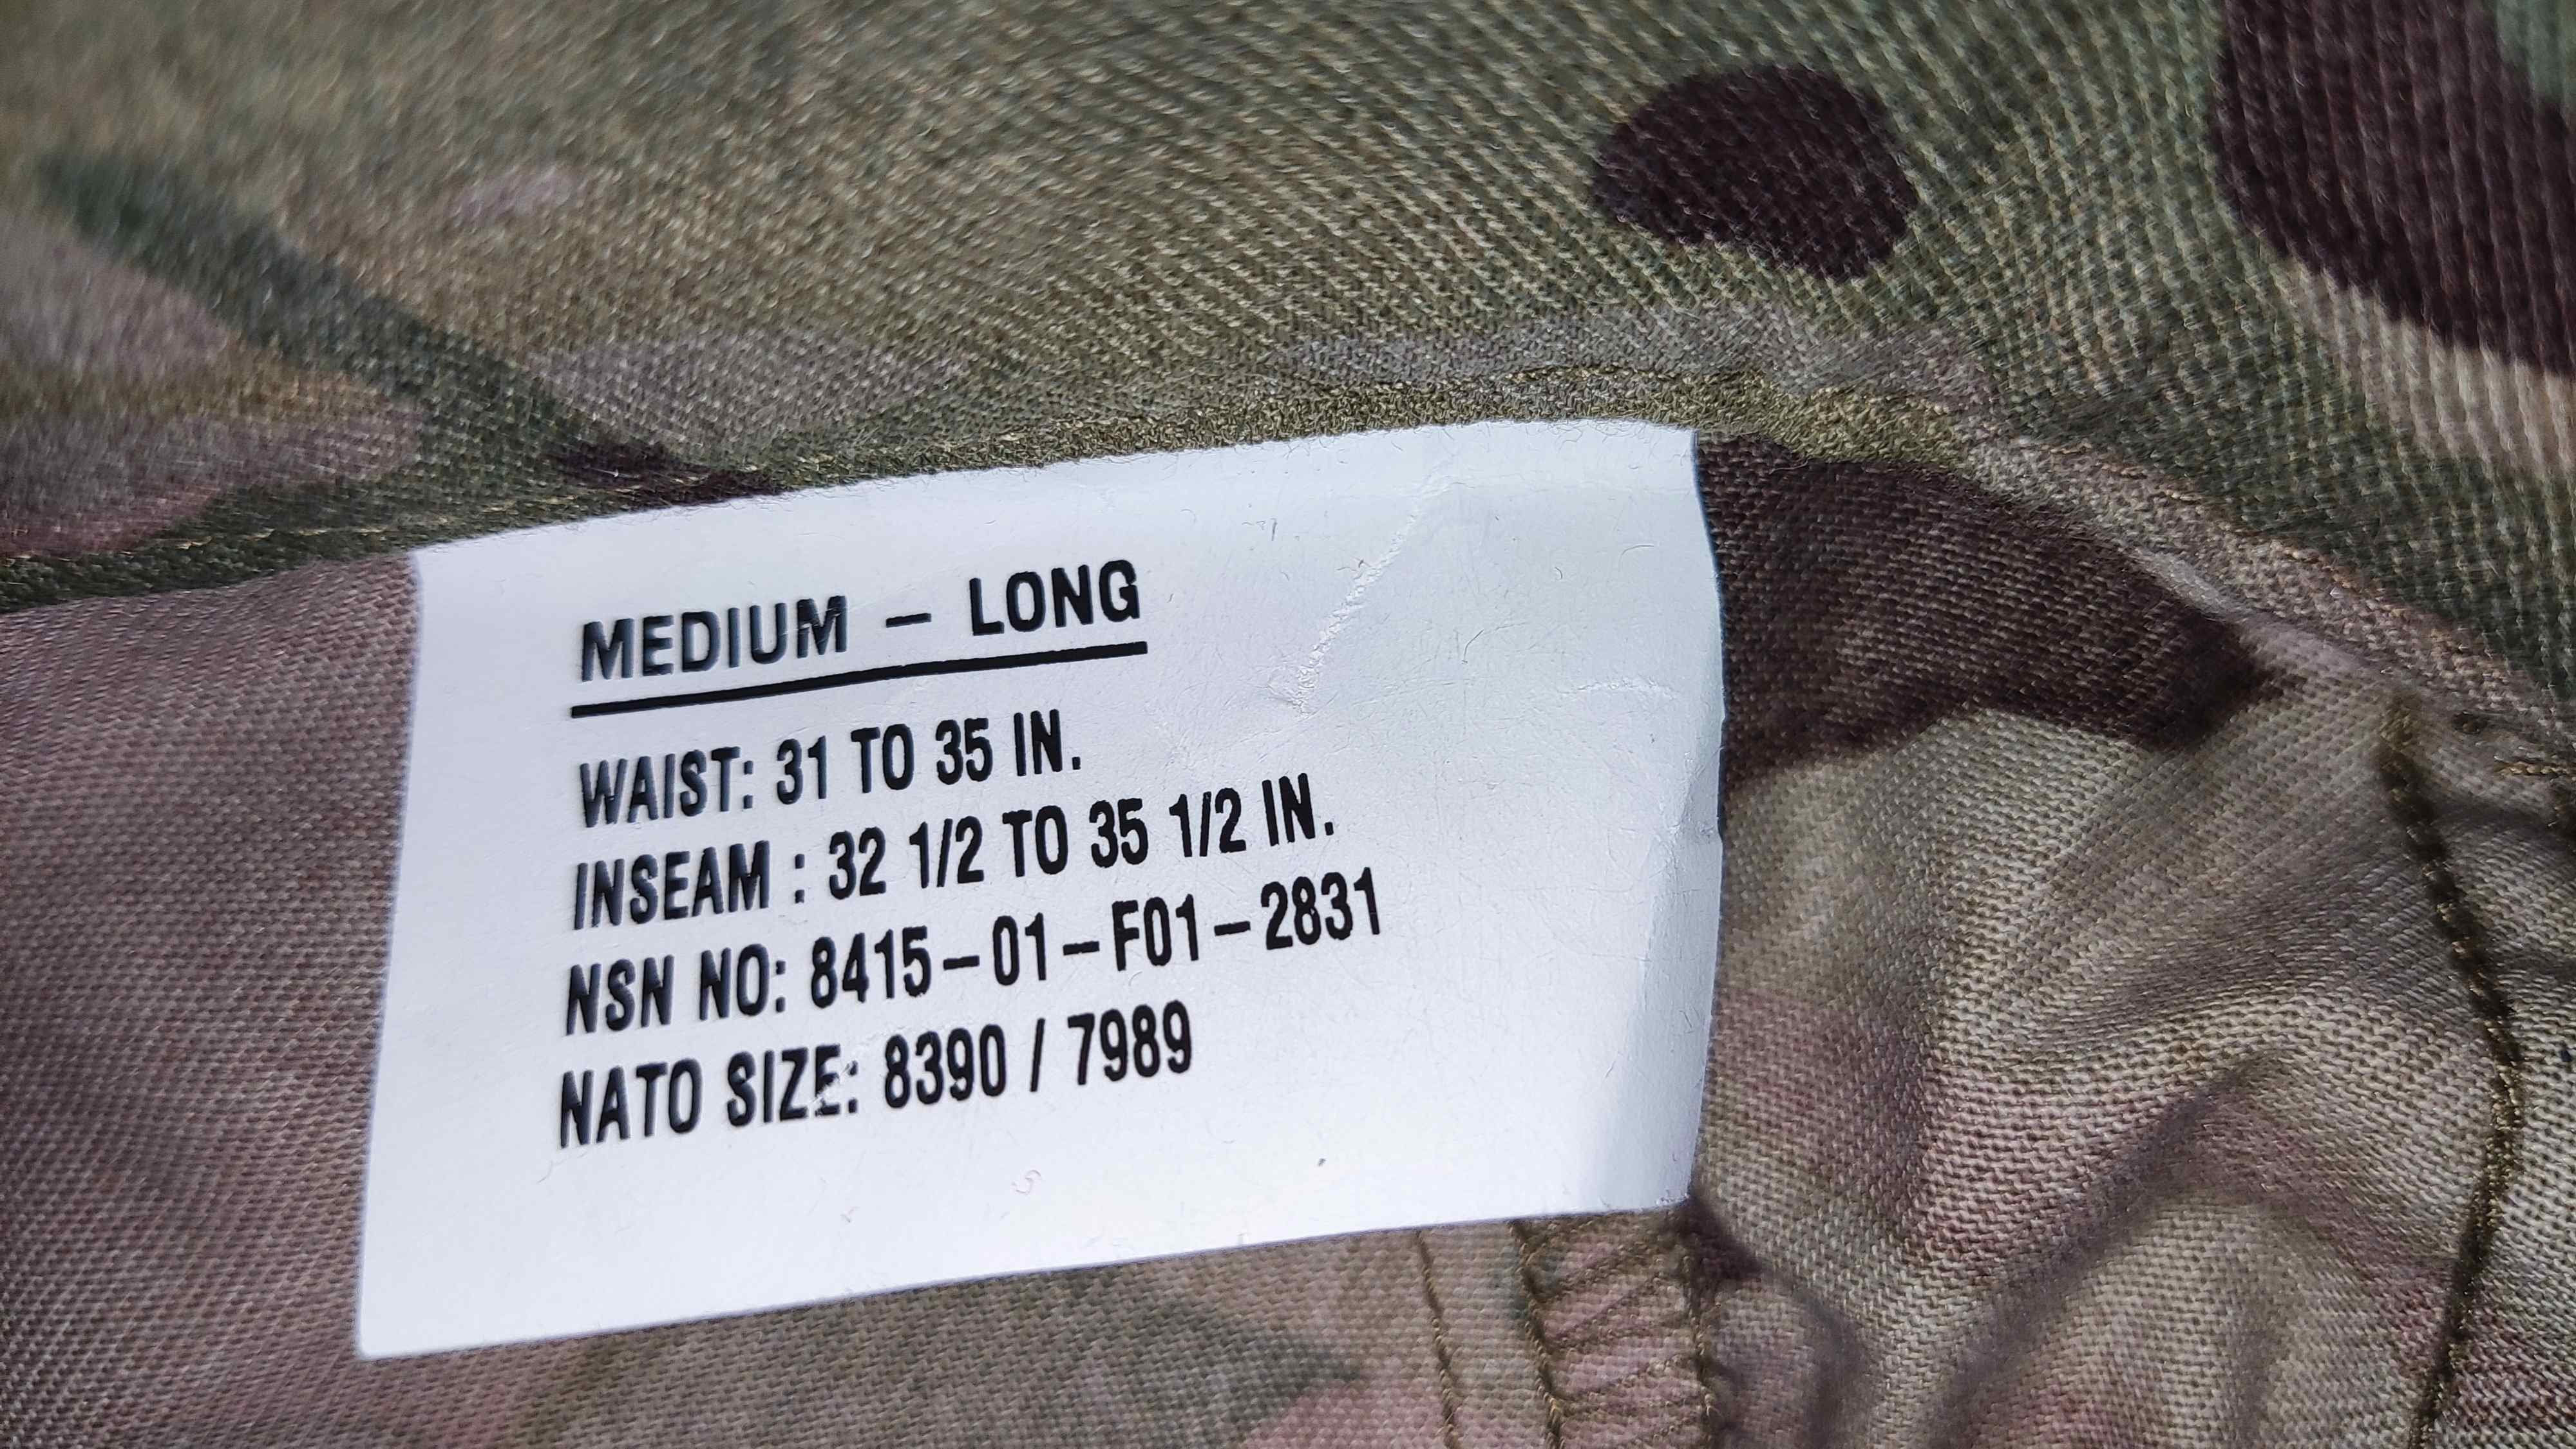 MEDIUM – LONG
WAIST: 31 TO 35 IN.
INSEAM : 32 1/2 TO 35 1/2 IN.
NSN NO: 8415–01–F01–2831
NATO SIZE: 8390 / 7989